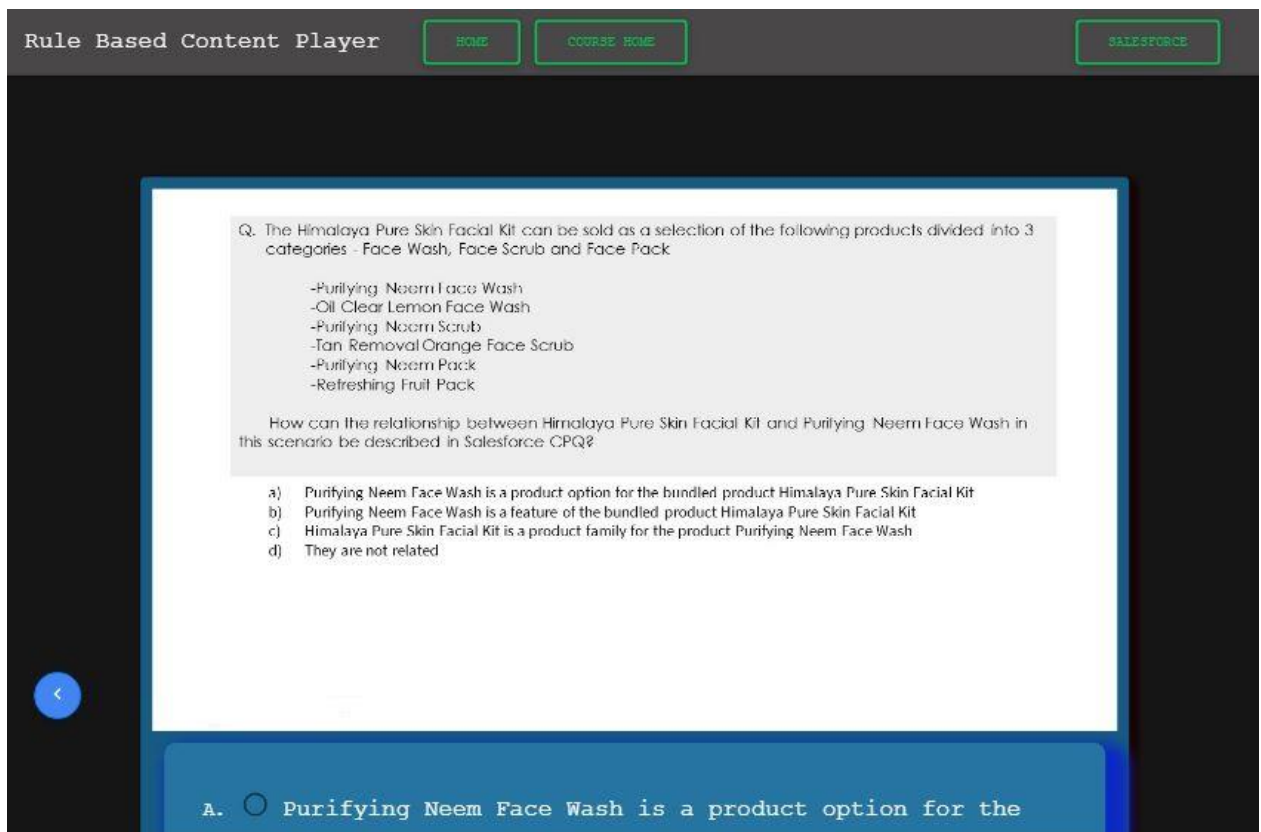 Rule Based Content Player
HOME
COURSE HOME
SALESFORCE
Q. The Himalaya Pure Skin Facial Kit can be sold as a selection of the following products divided into 3
categories - Face Wash, Face Scrub and Face Pack
-Purifying Neem Face Wash
-Oil Clear Lemon Face Wash
-Purifying Neem Scrub
-Tan Removal Orange Face Scrub
-Purifying Neem Pack
-Refreshing Fruit Pack
How can the relationship between Himalaya Pure Skin Facial Kit and Purifying Neem Face Wash in
this scenario be described in Salesforce CPQ?
a) Purifying Neem Face Wash is a product option for the bundled product Himalaya Pure Skin Facial Kit
b) Purifying Neem Face Wash is a feature of the bundled product Himalaya Pure Skin Facial Kit
c) Himalaya Pure Skin Facial Kit is a product family for the product Purifying Neem Face Wash
d) They are not related
A. Purifying Neem Face Wash is a product option for the